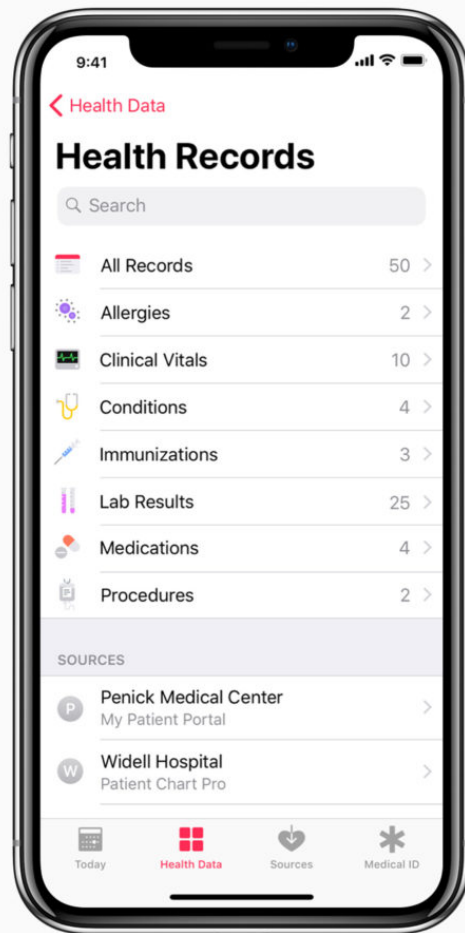 9:41
Health Data
Health Records
Search
All Records 50
Allergies 2
Clinical Vitals 10
Conditions 4
Immunizations 3
Lab Results 25
Medications 4
Procedures 2
SOURCES
P Penick Medical Center
My Patient Portal
W Widell Hospital
Patient Chart Pro
Today Health Data Sources Medical ID